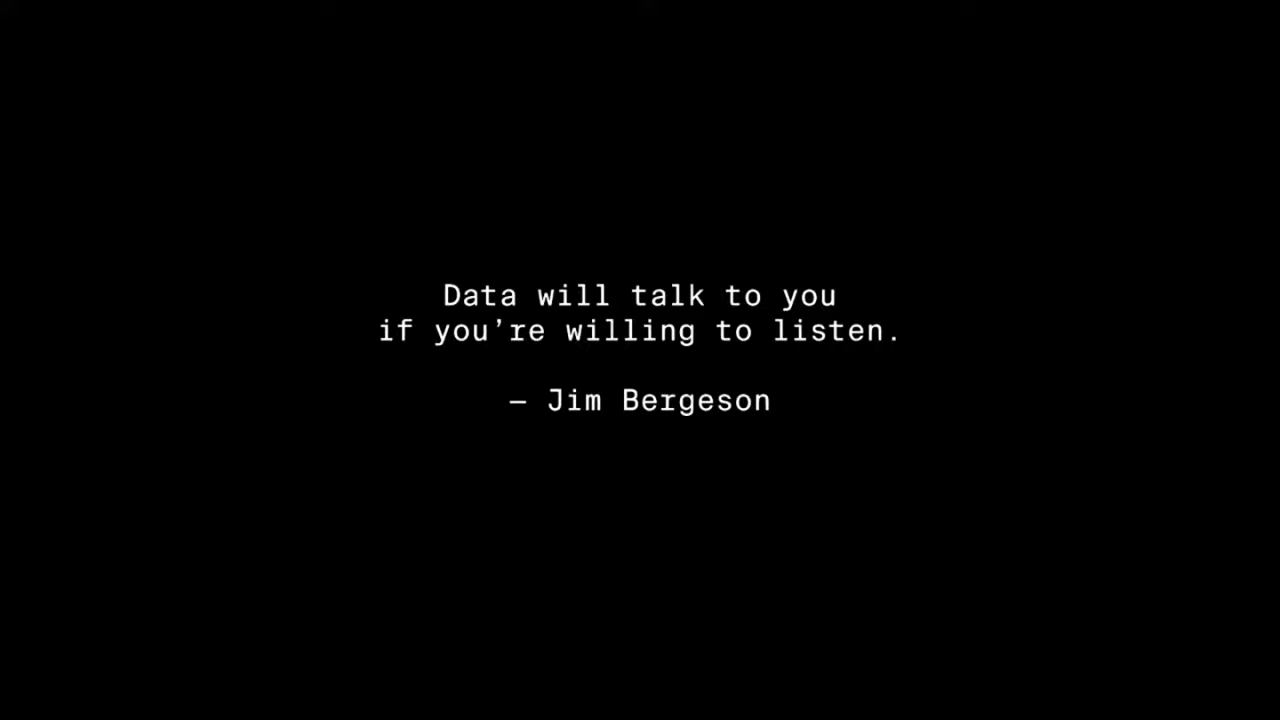 Data will talk to you
if you’re willing to listen.
– Jim Bergeson